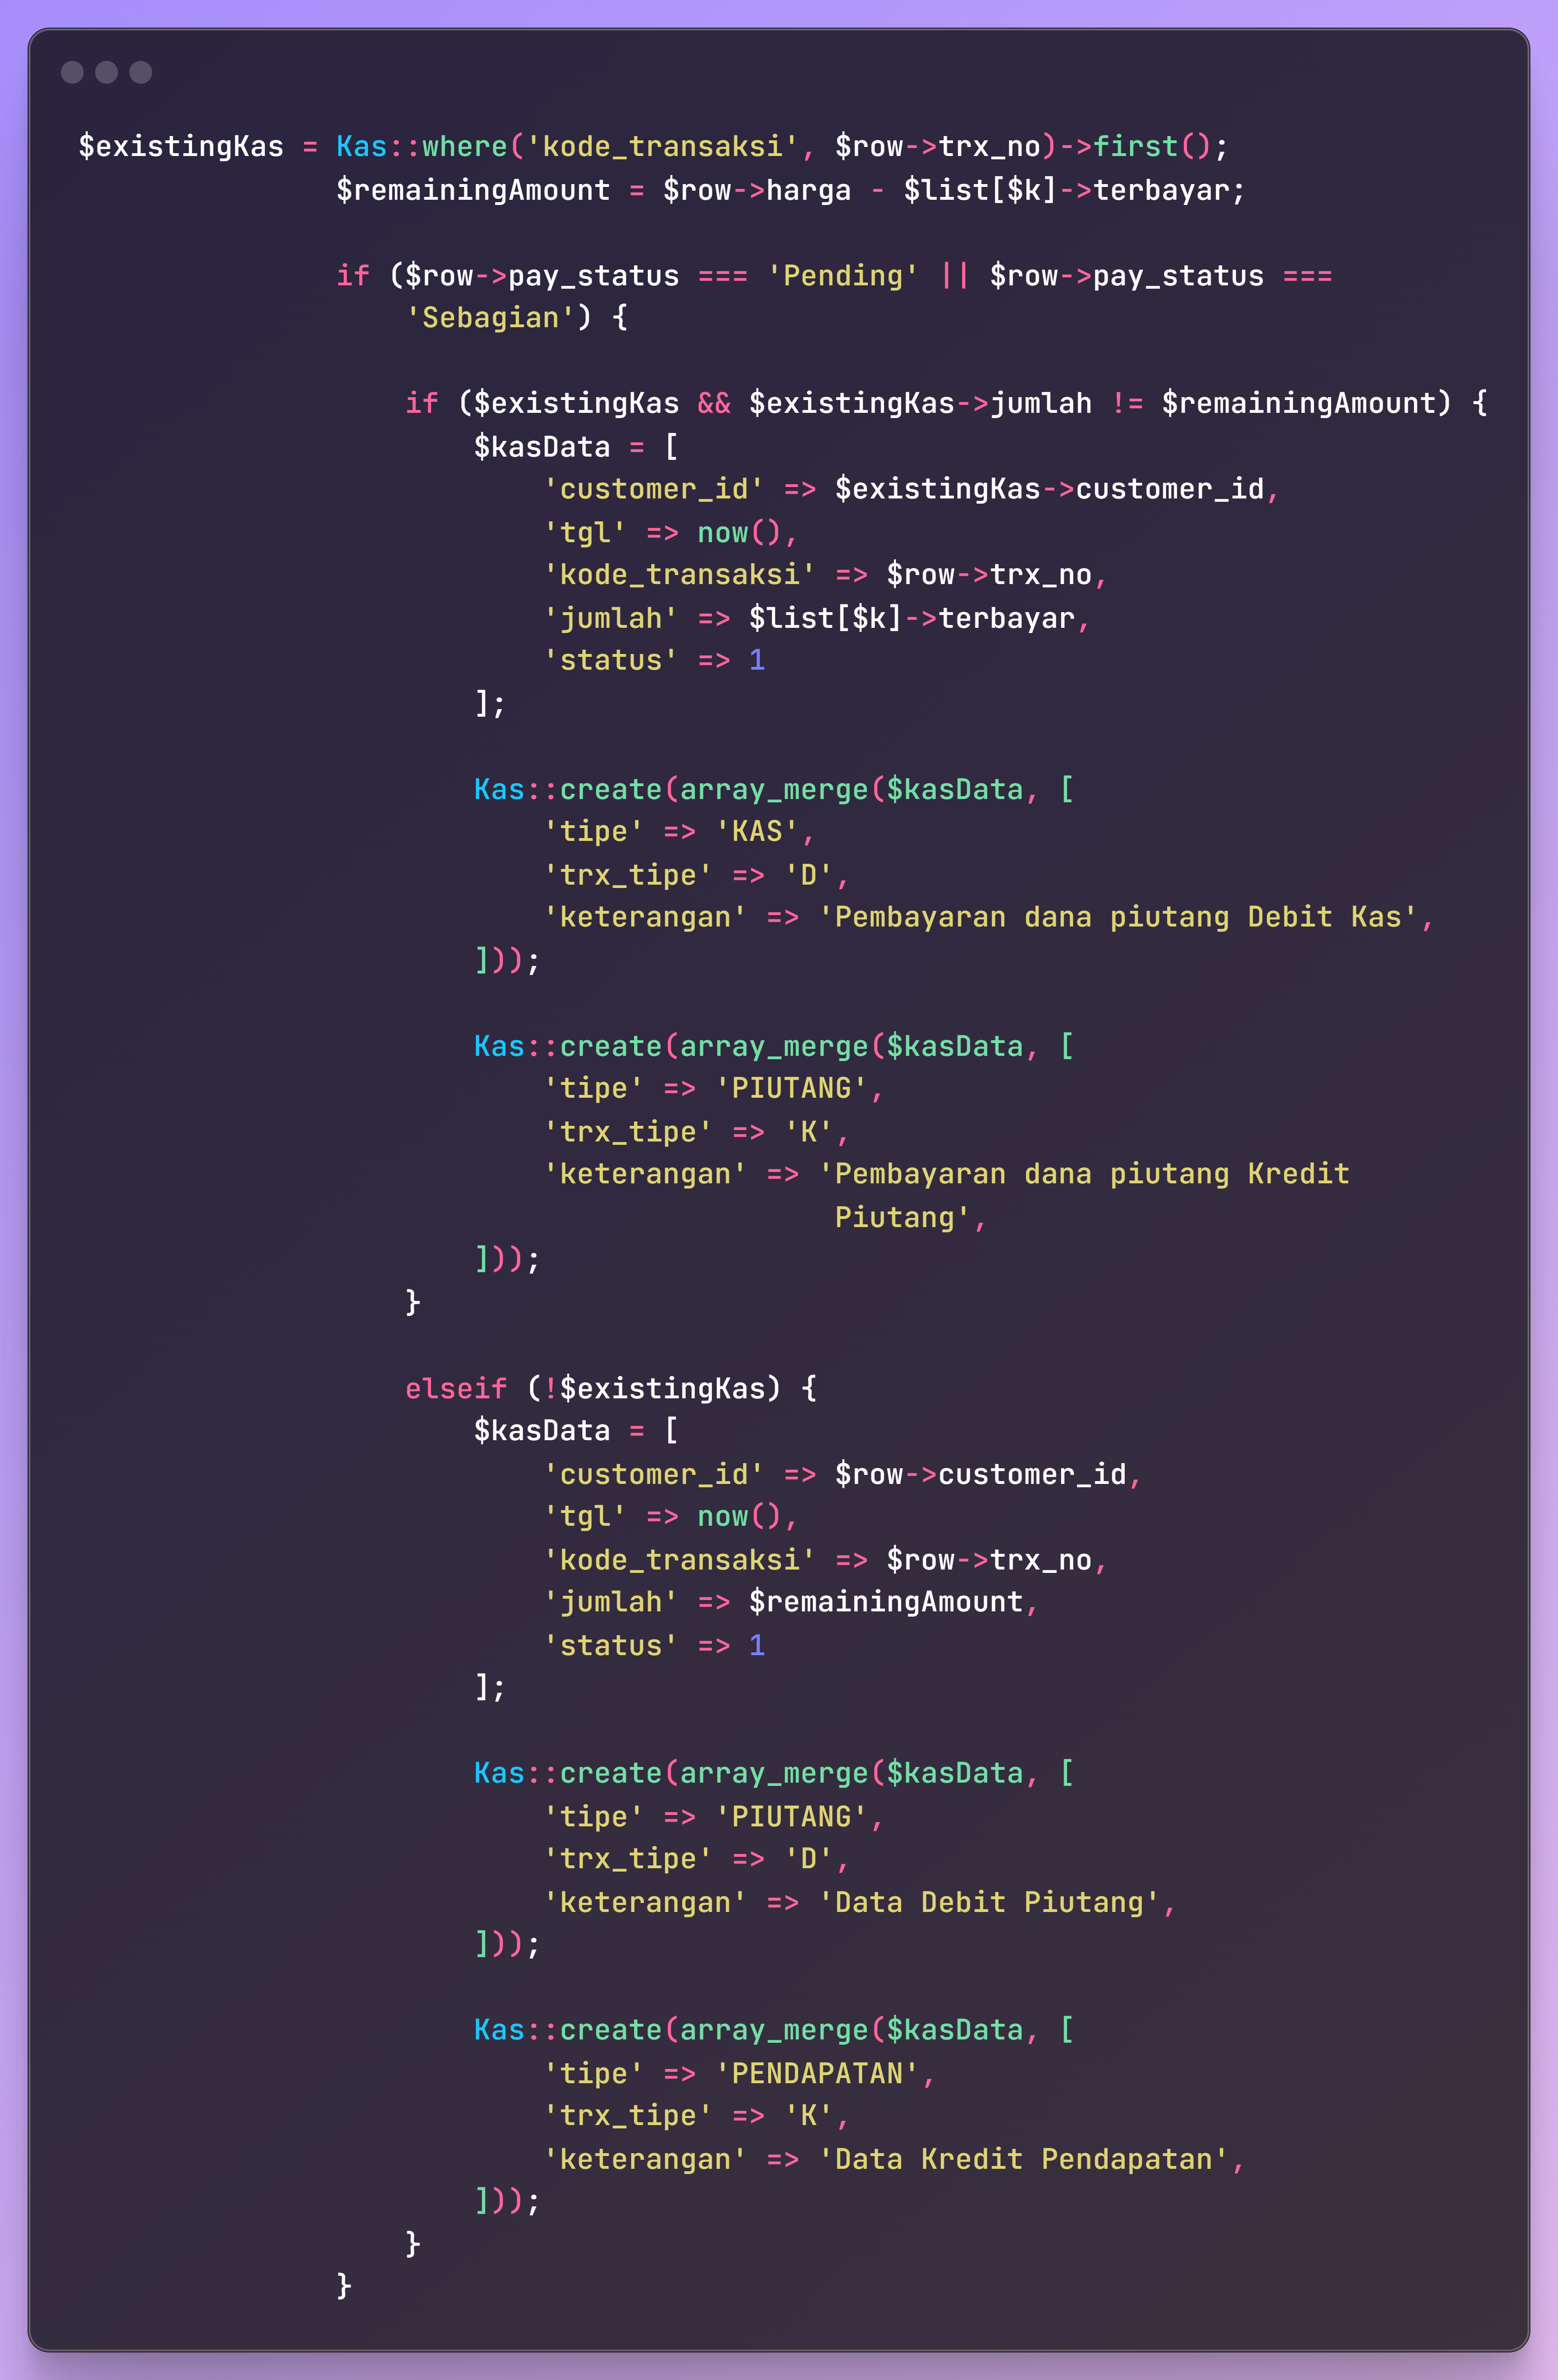 $existingKas = Kas::where('kode_transaksi', $row->trx_no)->first();
$remainingAmount = $row->harga - $list[$k]->terbayar;
if ($row->pay_status === 'Pending' || $row->pay_status ===
'Sebagian') {
if ($existingKas && $existingKas->jumlah != $remainingAmount) {
$kasData = [
'customer_id' => $existingKas->customer_id,
'tgl' => now(),
'kode_transaksi' => $row->trx_no,
'jumlah' => $list[$k]->terbayar,
'status' => 1
];
Kas::create(array_merge($kasData, [
'tipe' => 'KAS',
'trx_tipe' => 'D',
'keterangan' => 'Pembayaran dana piutang Debit Kas',
]));
Kas::create(array_merge($kasData, [
'tipe' => 'PIUTANG',
'trx_tipe' => 'K',
'keterangan' => 'Pembayaran dana piutang Kredit
Piutang',
]));
}
elseif (!$existingKas) {
$kasData = [
'customer_id' => $row->customer_id,
'tgl' => now(),
'kode_transaksi' => $row->trx_no,
'jumlah' => $remainingAmount,
'status' => 1
];
Kas::create(array_merge($kasData, [
'tipe' => 'PIUTANG',
'trx_tipe' => 'D',
'keterangan' => 'Data Debit Piutang',
]));
Kas::create(array_merge($kasData, [
'tipe' => 'PENDAPATAN',
'trx_tipe' => 'K',
'keterangan' => 'Data Kredit Pendapatan',
]));
}
}